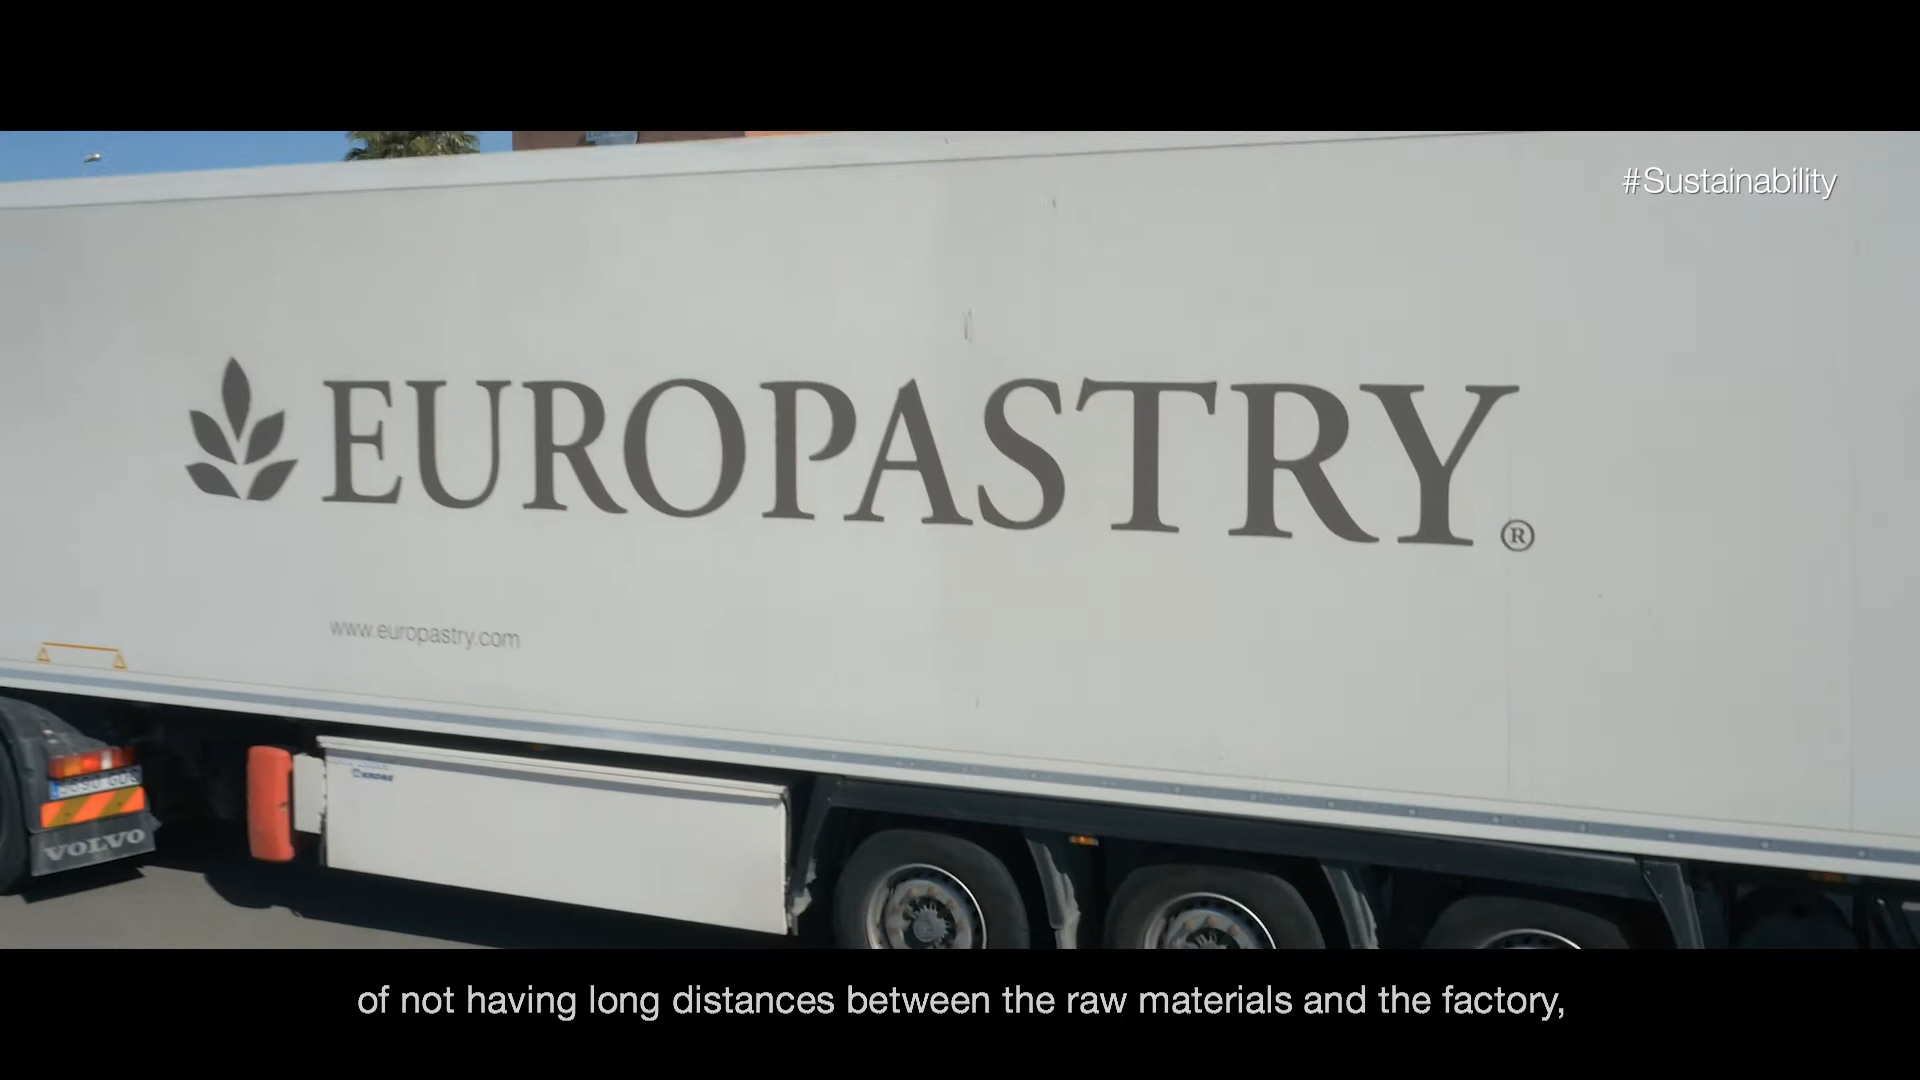 #Sustainability
EUROPASTRY®
www.europastry.com
KRONE
VOLVO
of not having long distances between the raw materials and the factory,